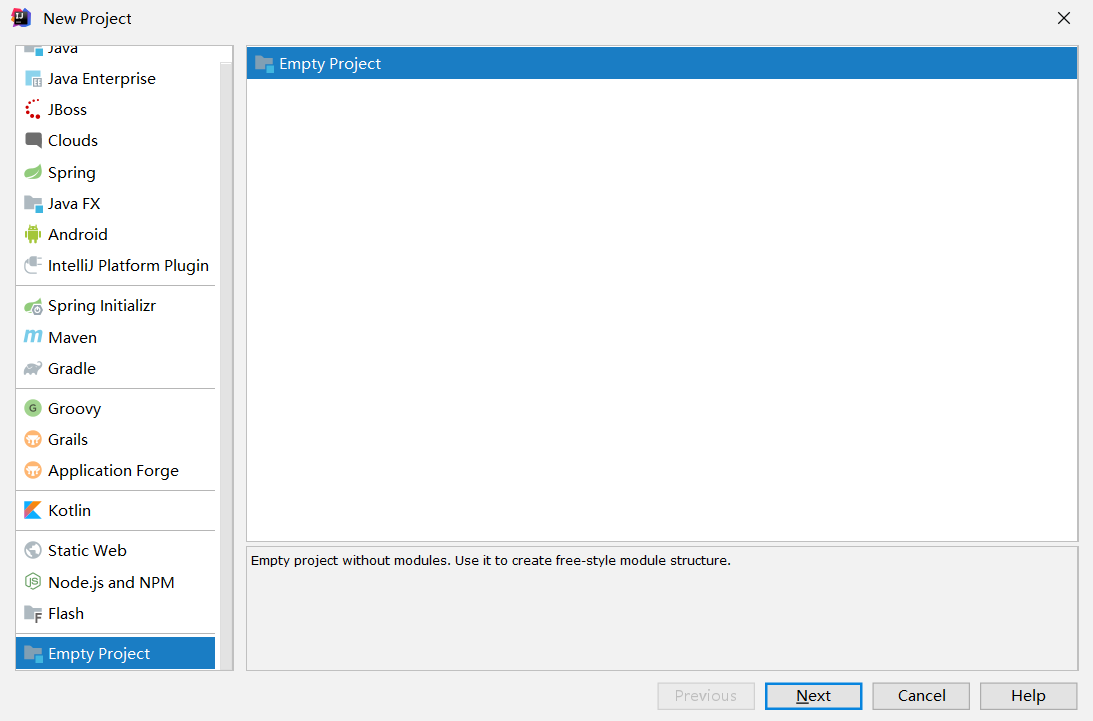 New Project
Java
Java Enterprise
JBoss
Clouds
Spring
Java FX
Android
IntelliJ Platform Plugin
Spring Initializr
Maven
Gradle
Groovy
Grails
Application Forge
Kotlin
Static Web
Node.js and NPM
Flash
Empty Project
Empty Project
Empty project without modules. Use it to create free-style module structure.
Previous Next Cancel Help